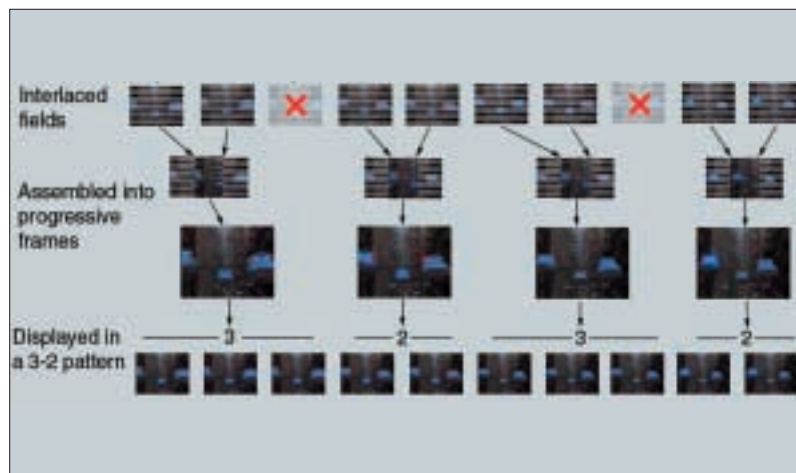 Interlaced
fields
Assembled into
progressive
frames
Displayed in
a 3-2 pattern
3
2
3
2